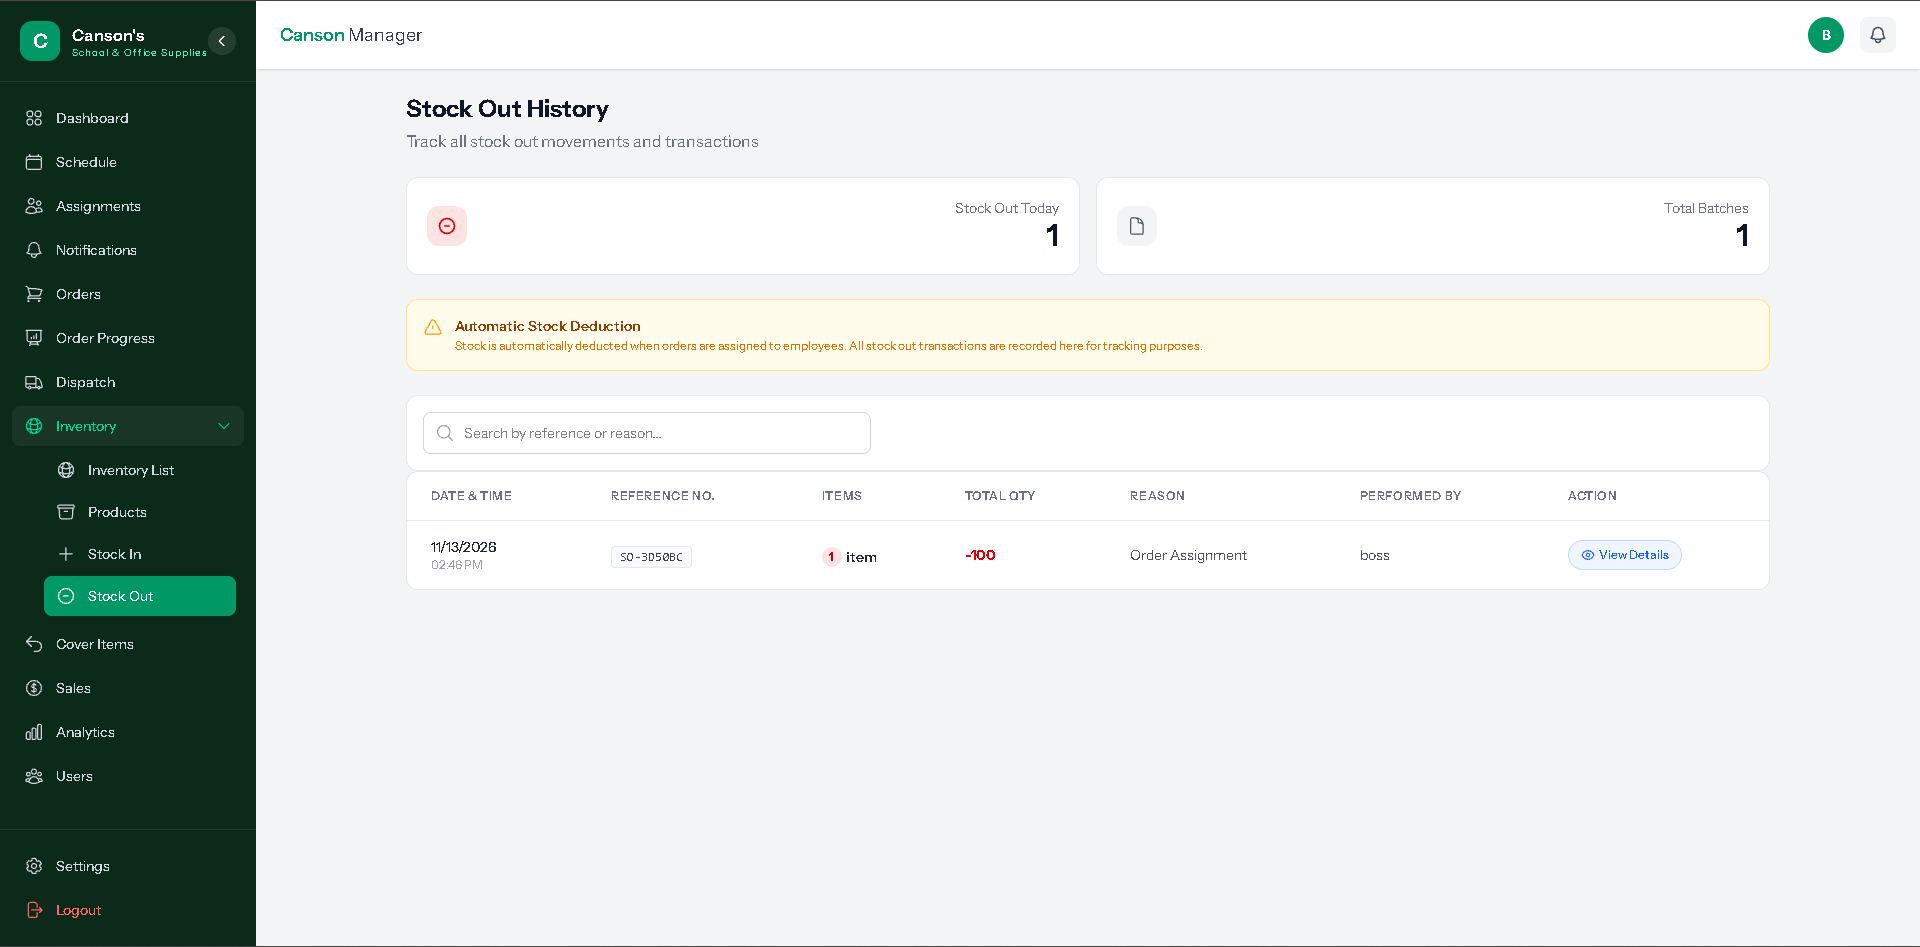 C
Canson's
School & Office Supplies
Dashboard
Schedule
Assignments
Notifications
Orders
Order Progress
Dispatch
Inventory
Inventory List
Products
Stock In
Stock Out
Cover Items
Sales
Analytics
Users
Settings
Logout
Canson Manager
B
Stock Out History
Track all stock out movements and transactions
Stock Out Today
1
Total Batches
1
Automatic Stock Deduction
Stock is automatically deducted when orders are assigned to employees. All stock out transactions are recorded here for tracking purposes.
Search by reference or reason...
DATE & TIME REFERENCE NO. ITEMS TOTAL QTY REASON PERFORMED BY ACTION
11/13/2026
02:46 PM
SO-3D50BC
1 item
-100
Order Assignment
boss
View Details